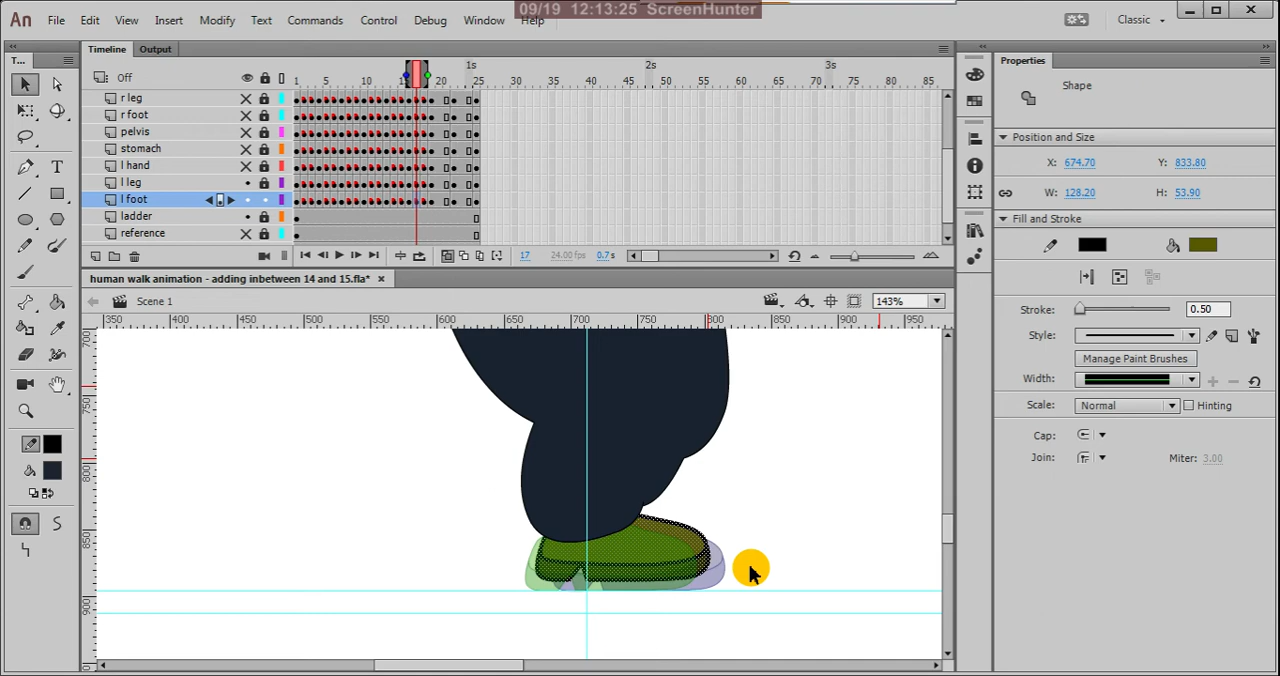 09/19 12:13:25 ScreenHunter
An File Edit View Insert Modify Text Commands Control Debug Window Help Classic
Timeline Output
T... Properties
Off 1 5 10 15 20 25 30 35 40 45 50 55 60 65 70 75 80 85
1s 2s 3s
r leg
r foot
pelvis
stomach
l hand
l leg
l foot
ladder
reference
17 24.00 fps 0.7 s
human walk animation - adding inbetween 14 and 15.fla* ×
Scene 1 143%
350 400 450 500 550 600 650 700 750 800 850 900 950
700
750
800
850
900
Shape
Position and Size
X: 674.70 Y: 833.80
W: 128.20 H: 53.90
Fill and Stroke
Stroke: 0.50
Style:
Manage Paint Brushes
Width:
Scale: Normal Hinting
Cap:
Join: Miter: 3.00